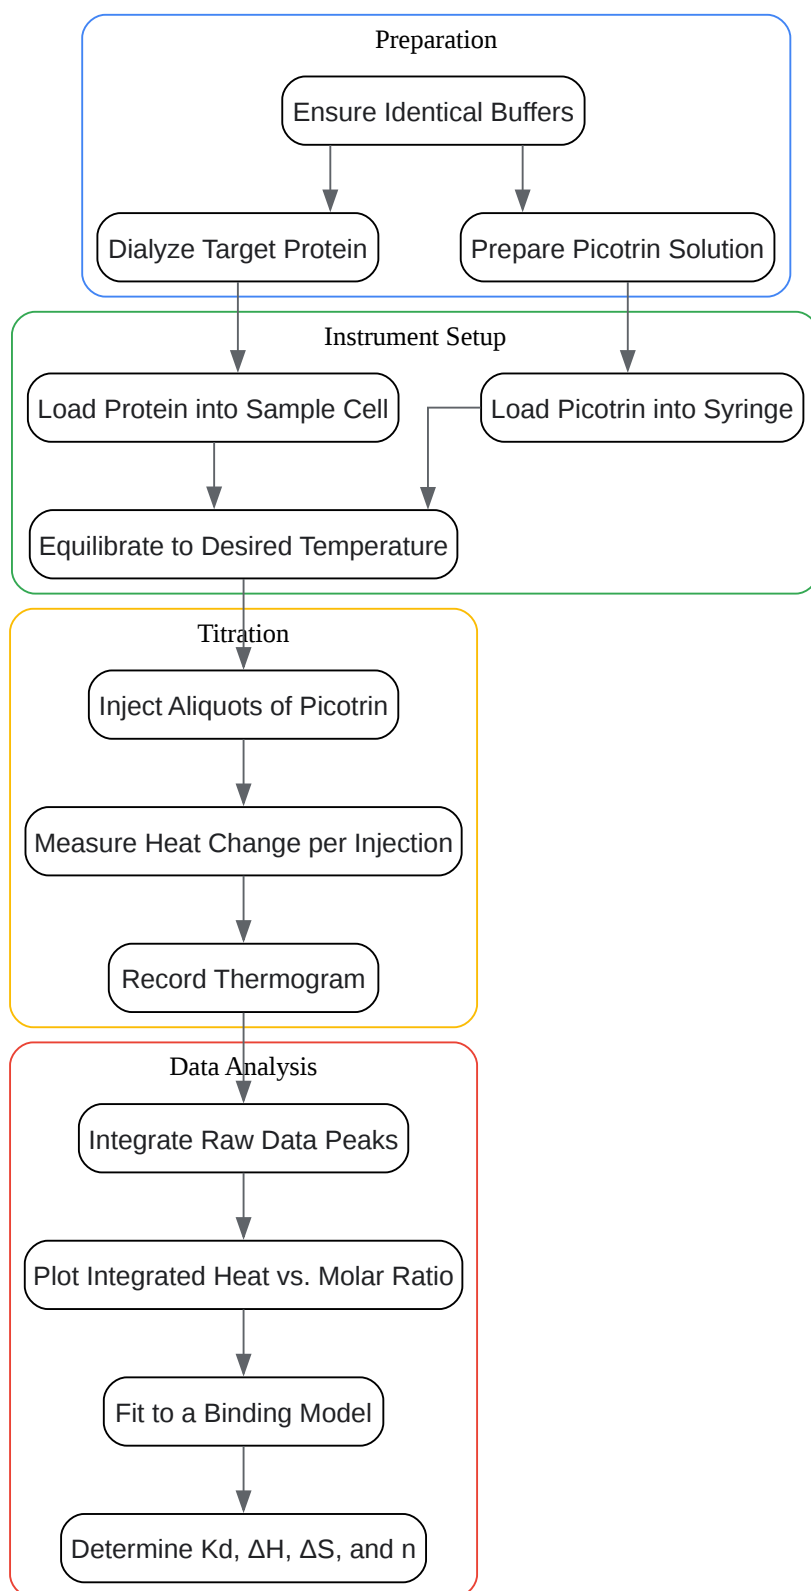 Preparation
Ensure Identical Buffers
Dialyze Target Protein
Prepare Picotrin Solution
Instrument Setup
Load Protein into Sample Cell
Load Picotrin into Syringe
Equilibrate to Desired Temperature
Titration
Inject Aliquots of Picotrin
Measure Heat Change per Injection
Record Thermogram
Data Analysis
Integrate Raw Data Peaks
Plot Integrated Heat vs. Molar Ratio
Fit to a Binding Model
Determine Kd, ΔH, ΔS, and n